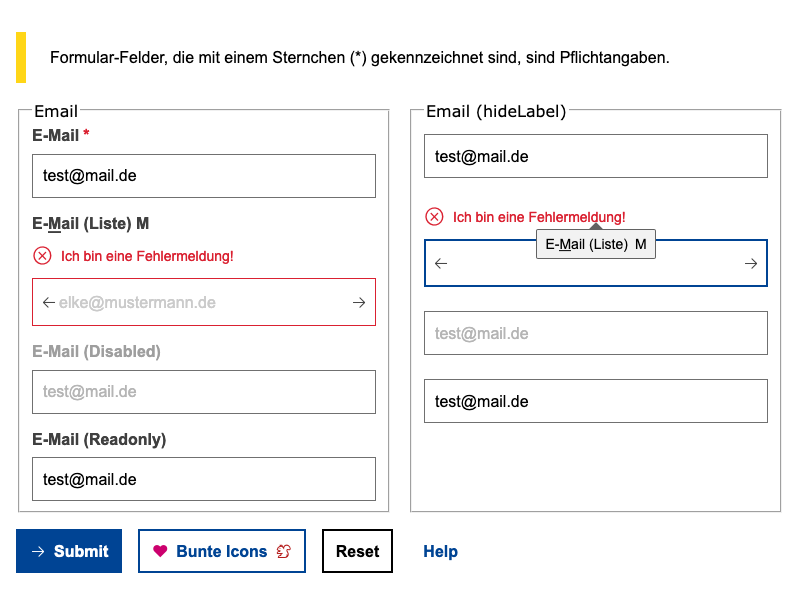 Formular-Felder, die mit einem Sternchen (*) gekennzeichnet sind, sind Pflichtangaben.
Email
E-Mail *
test@mail.de
E-Mail (Liste) M
Ich bin eine Fehlermeldung!
elke@mustermann.de
E-Mail (Disabled)
test@mail.de
E-Mail (Readonly)
test@mail.de
Email (hideLabel)
test@mail.de
Ich bin eine Fehlermeldung!
E-Mail (Liste) M
test@mail.de
test@mail.de
Submit
Bunte Icons
Reset
Help